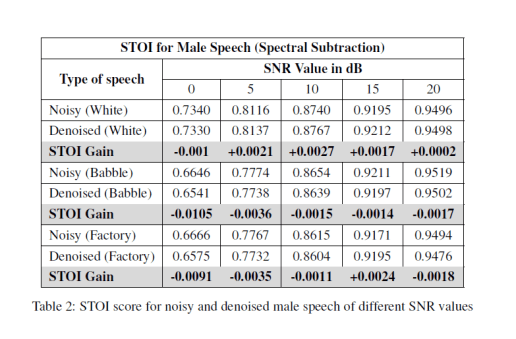 STOI for Male Speech (Spectral Subtraction)
Type of speech SNR Value in dB
0 5 10 15 20
Noisy (White) 0.7340 0.8116 0.8740 0.9195 0.9496
Denoised (White) 0.7330 0.8137 0.8767 0.9212 0.9498
STOI Gain -0.001 +0.0021 +0.0027 +0.0017 +0.0002
Noisy (Babble) 0.6646 0.7774 0.8654 0.9211 0.9519
Denoised (Babble) 0.6541 0.7738 0.8639 0.9197 0.9502
STOI Gain -0.0105 -0.0036 -0.0015 -0.0014 -0.0017
Noisy (Factory) 0.6666 0.7767 0.8615 0.9171 0.9494
Denoised (Factory) 0.6575 0.7732 0.8604 0.9195 0.9476
STOI Gain -0.0091 -0.0035 -0.0011 +0.0024 -0.0018
Table 2: STOI score for noisy and denoised male speech of different SNR values